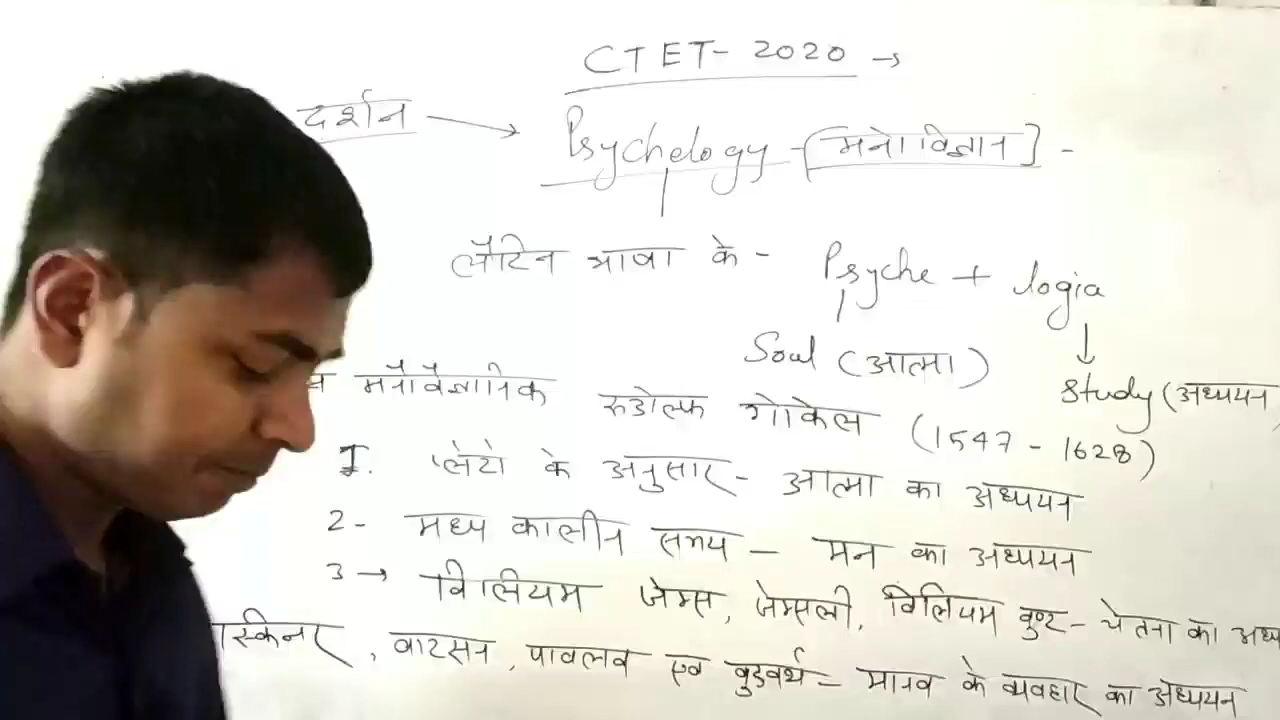 CTET- 2020 →
दर्शन → Psychelogy - [मनोविज्ञान] -
लैटिन भाषा के - Psyche + logia
Soul (आत्मा) Study (अध्ययन)
मनोवैज्ञानिक रुडोल्फ गोकेल (1547 - 1628)
I. प्लेटो के अनुसार - आत्मा का अध्ययन
2- मध्य कालीन समय - मन का अध्ययन
3 → विलियम जेम्स, जेम्सली, विलियम वुण्ट - चेतना का अध्य
स्किनर, वाटसन, पावलव एव वुडवर्थ - मानव के व्यवहार का अध्ययन